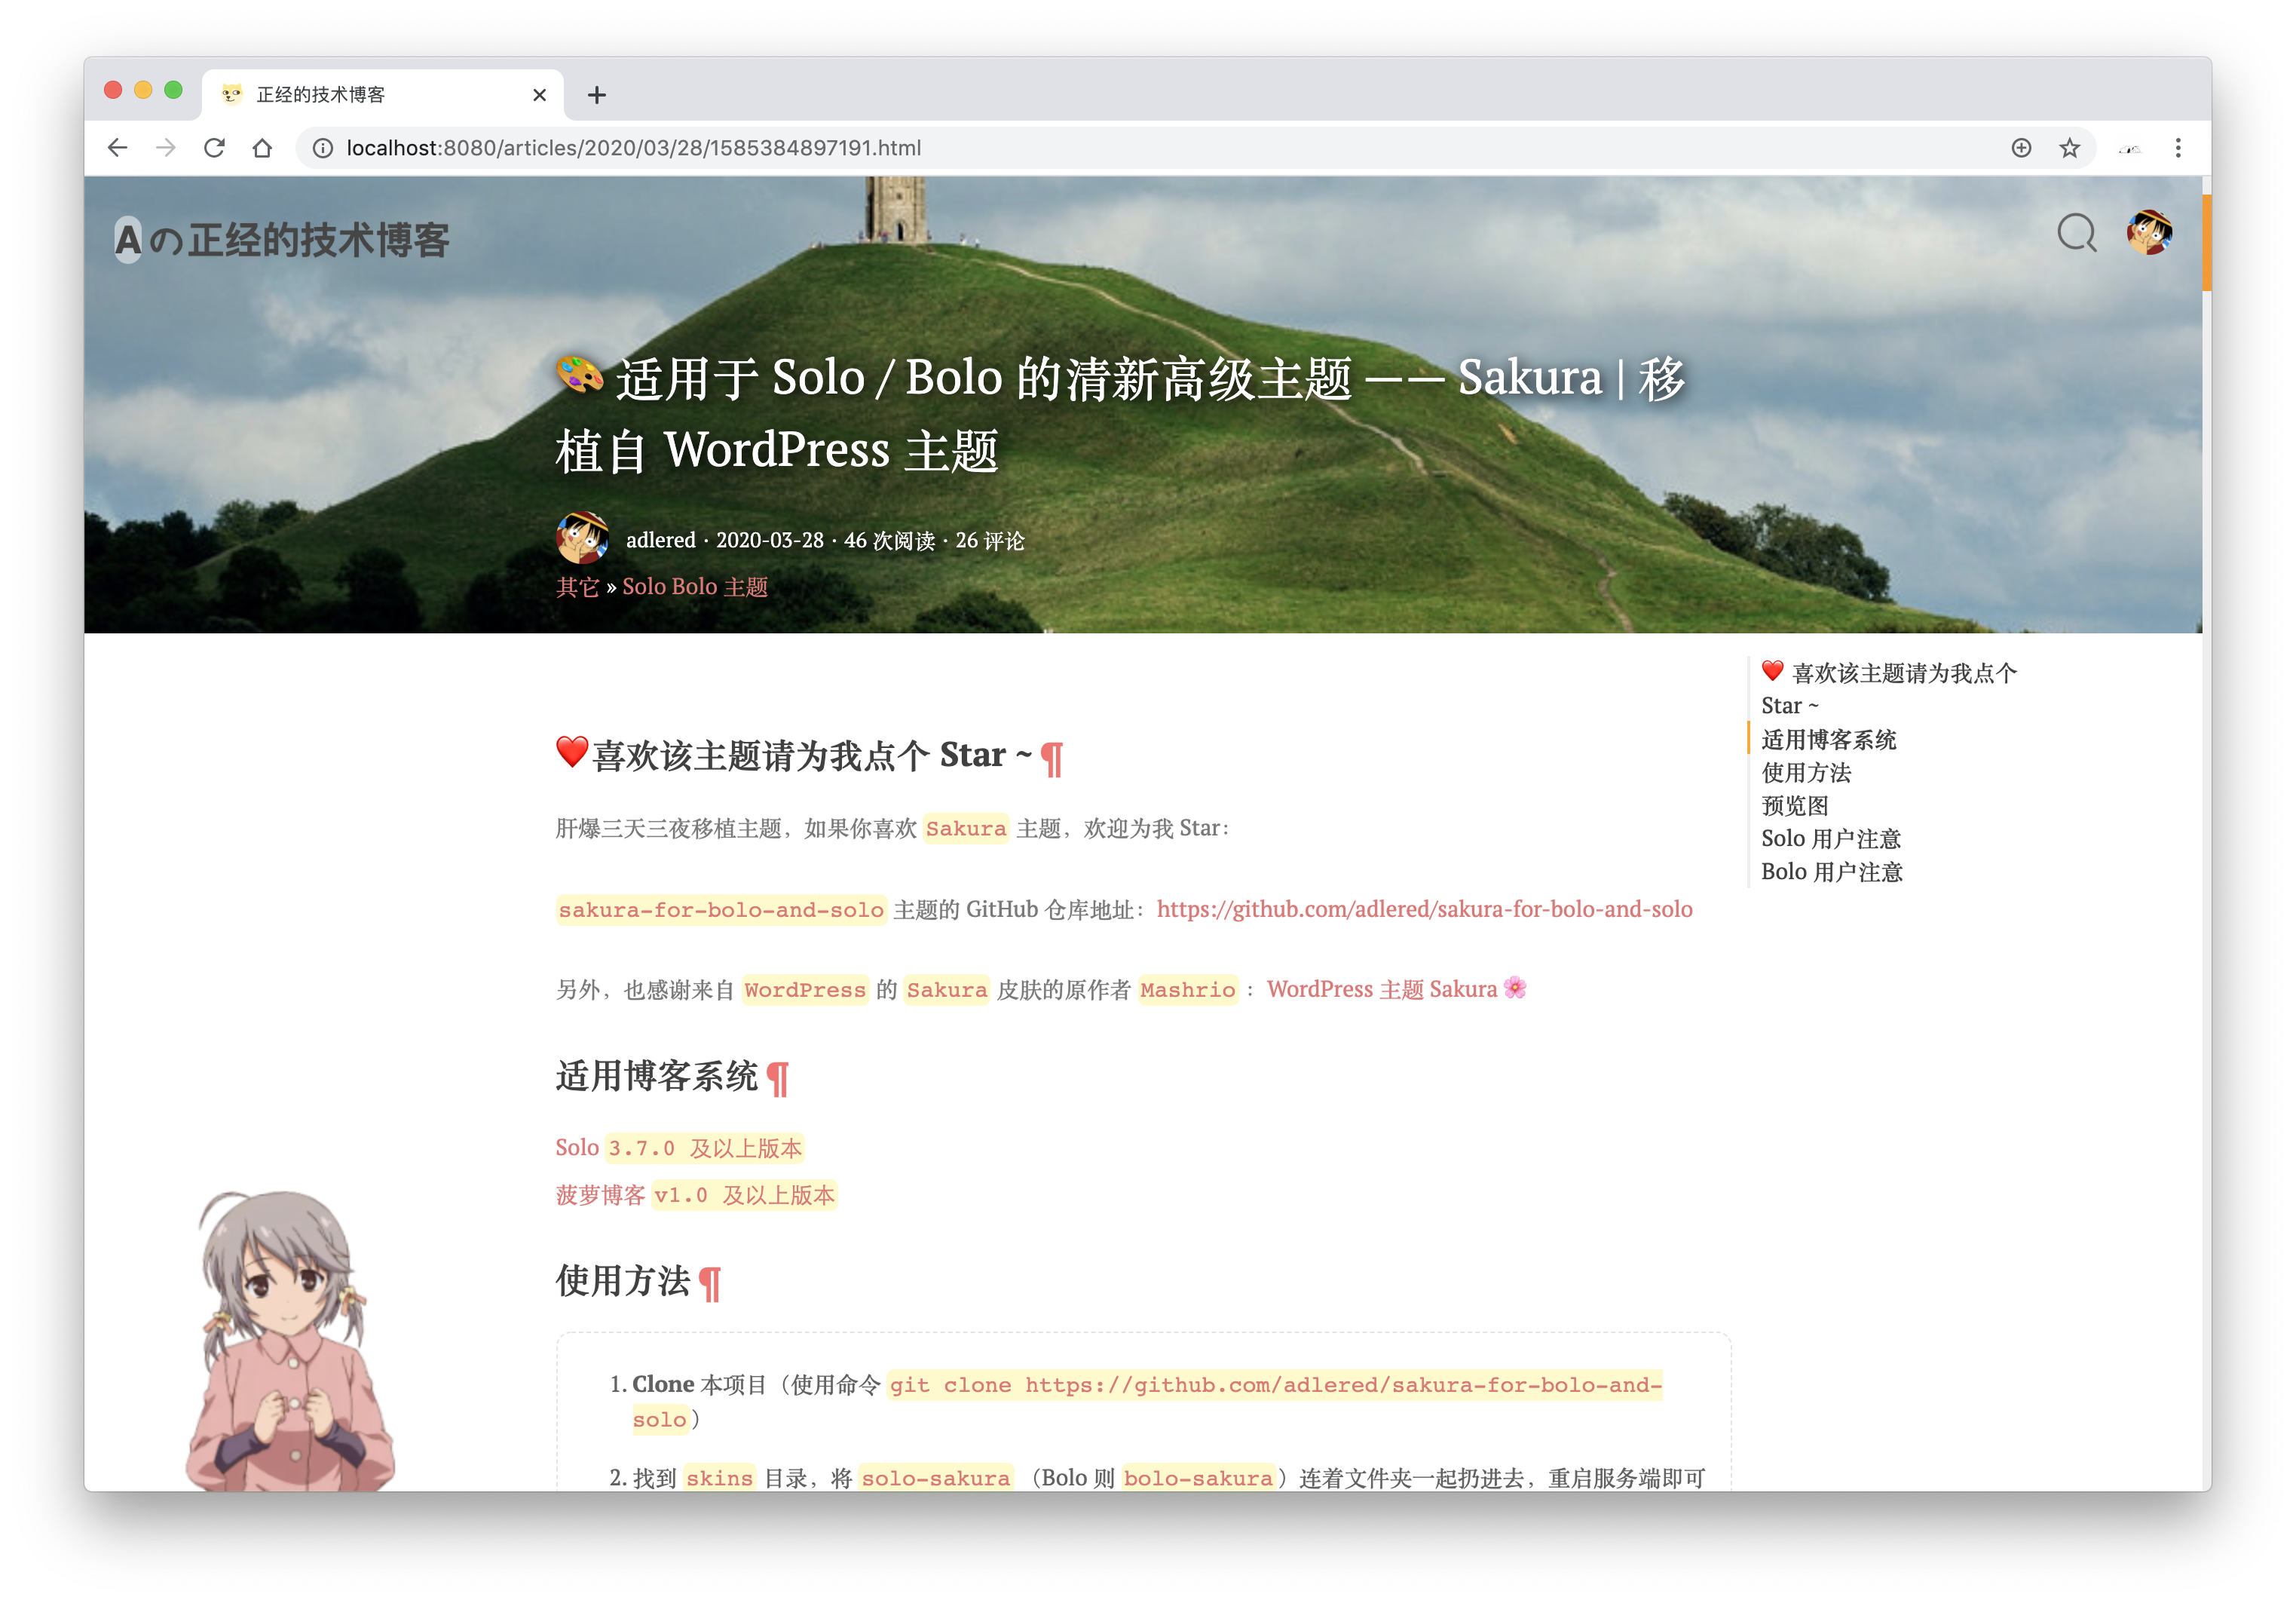 正经的技术博客
localhost:8080/articles/2020/03/28/1585384897191.html
Aの正经的技术博客
🎨 适用于 Solo / Bolo 的清新高级主题 —— Sakura | 移
植自 WordPress 主题
adlered · 2020-03-28 · 46 次阅读 · 26 评论
其它 » Solo Bolo 主题
❤️ 喜欢该主题请为我点个
Star ~
适用博客系统
使用方法
预览图
Solo 用户注意
Bolo 用户注意
❤️喜欢该主题请为我点个 Star ~ ¶
肝爆三天三夜移植主题，如果你喜欢 Sakura 主题，欢迎为我 Star：
sakura-for-bolo-and-solo 主题的 GitHub 仓库地址：https://github.com/adlered/sakura-for-bolo-and-solo
另外，也感谢来自 WordPress 的 Sakura 皮肤的原作者 Mashrio ：WordPress 主题 Sakura🌸
适用博客系统 ¶
Solo 3.7.0 及以上版本
菠萝博客 v1.0 及以上版本
使用方法 ¶
1. Clone 本项目（使用命令 git clone https://github.com/adlered/sakura-for-bolo-and-
solo）
2. 找到 skins 目录，将 solo-sakura （Bolo 则 bolo-sakura）连着文件夹一起扔进去，重启服务端即可